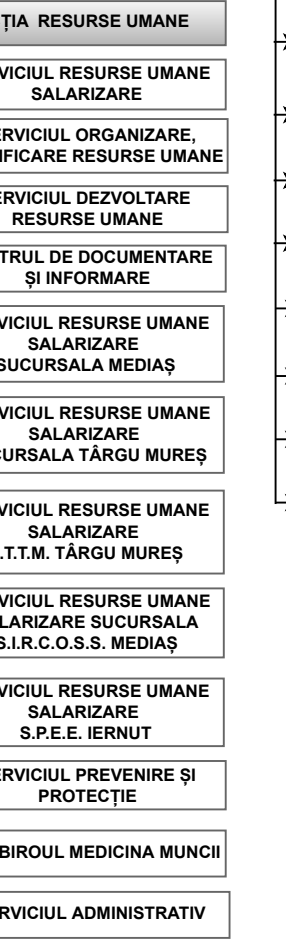 ȚIA RESURSE UMANE
VICIUL RESURSE UMANE
SALARIZARE
ERVICIUL ORGANIZARE,
IFICARE RESURSE UMANE
ERVICIUL DEZVOLTARE
RESURSE UMANE
TRUL DE DOCUMENTARE
ȘI INFORMARE
VICIUL RESURSE UMANE
SALARIZARE
SUCURSALA MEDIAȘ
VICIUL RESURSE UMANE
SALARIZARE
CURSALA TÂRGU MUREȘ
VICIUL RESURSE UMANE
SALARIZARE
.T.T.M. TÂRGU MUREȘ
VICIUL RESURSE UMANE
LARIZARE SUCURSALA
S.I.R.C.O.S.S. MEDIAȘ
VICIUL RESURSE UMANE
SALARIZARE
S.P.E.E. IERNUT
ERVICIUL PREVENIRE ȘI
PROTECȚIE
BIROUL MEDICINA MUNCII
RVICIUL ADMINISTRATIV